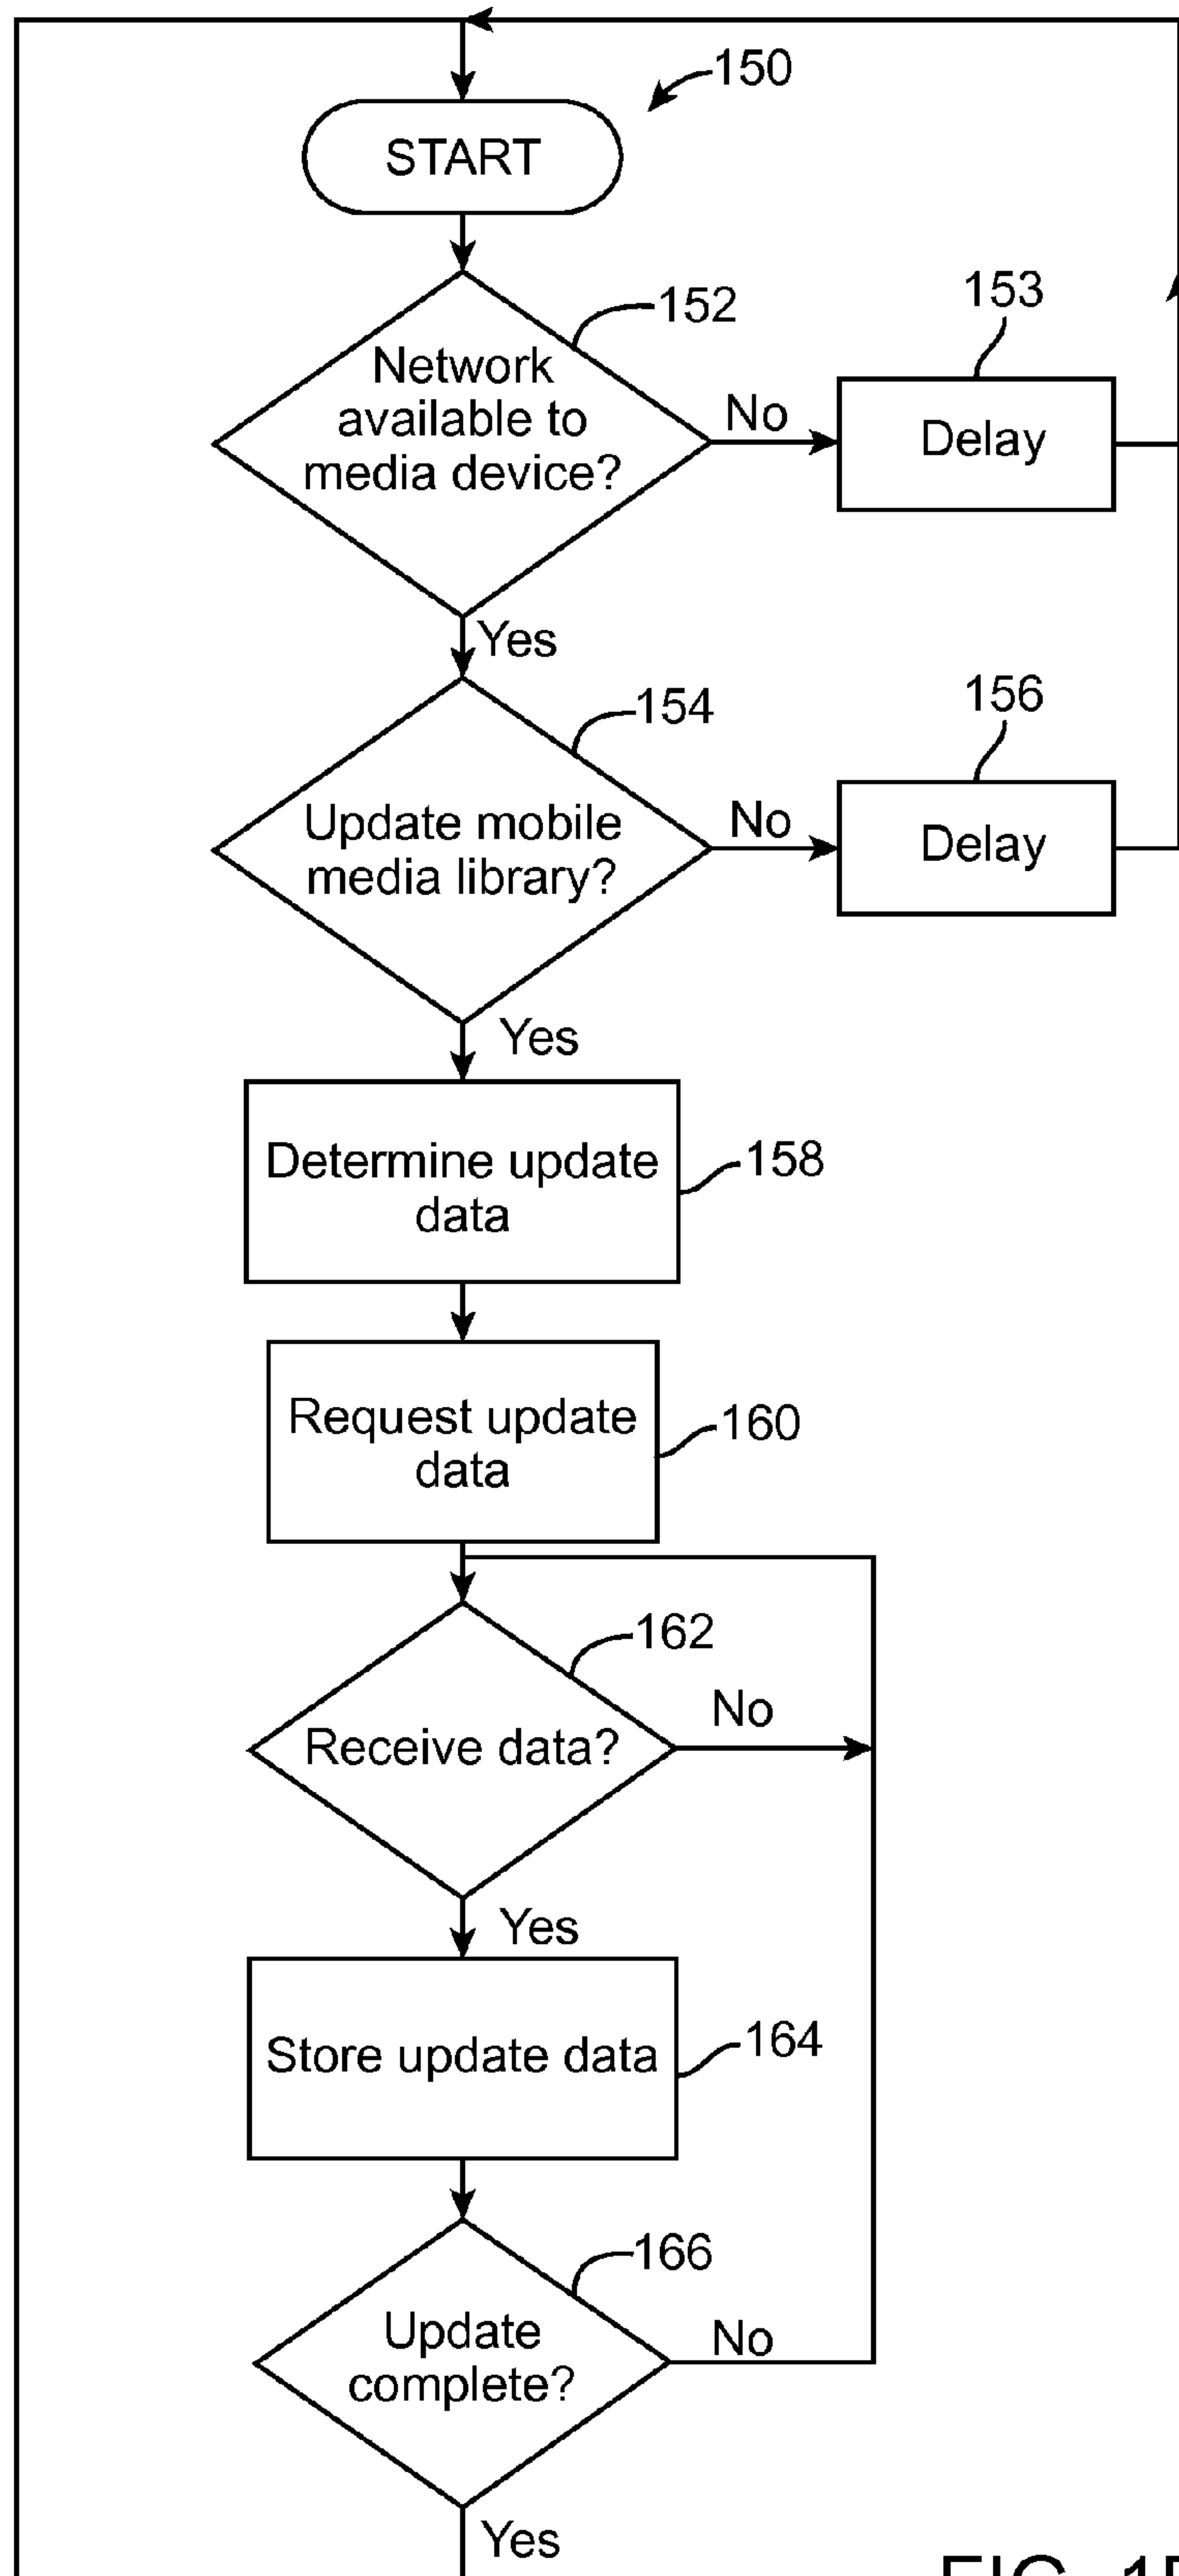 150
START
152
Network
available to
media device?
No
153
Delay
Yes
154
Update mobile
media library?
No
156
Delay
Yes
Determine update
data
158
Request update
data
160
162
Receive data?
No
Yes
Store update data
164
166
Update
complete?
No
Yes
FIG.